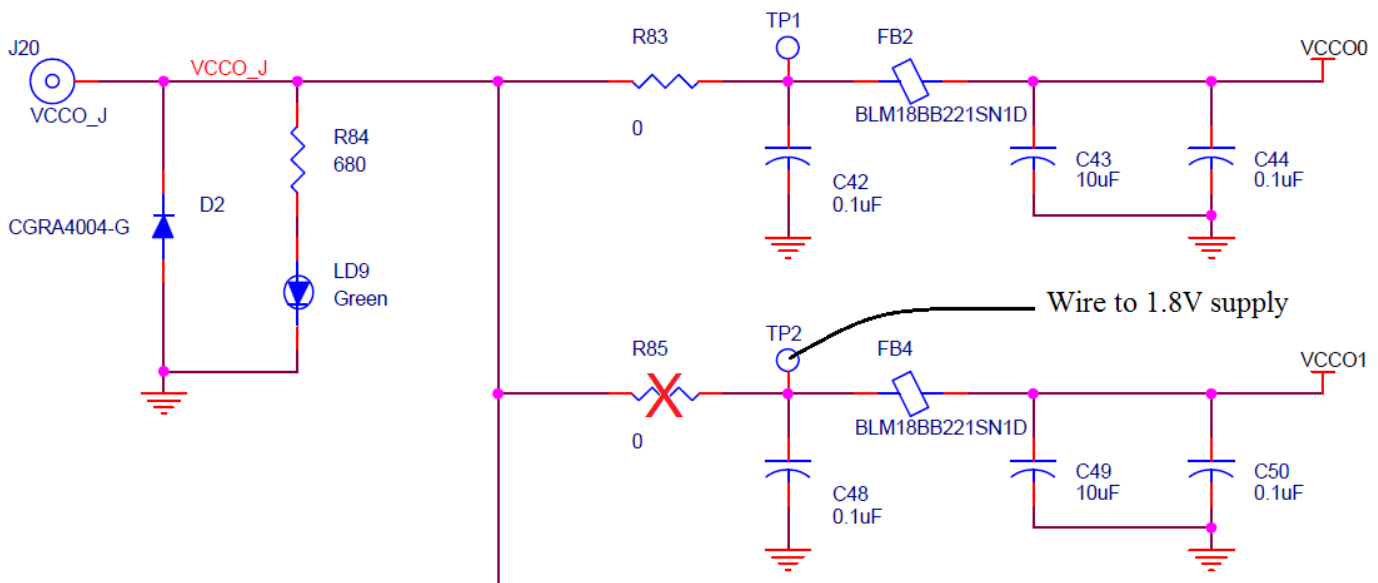 J20
VCCO_J
VCCO_J
R84
680
D2
CGRA4004-G
LD9
Green
R83
0
TP1
C42
0.1uF
FB2
BLM18BB221SN1D
C43
10uF
C44
0.1uF
VCCO0
Wire to 1.8V supply
R85
X
0
TP2
C48
0.1uF
FB4
BLM18BB221SN1D
C49
10uF
C50
0.1uF
VCCO1